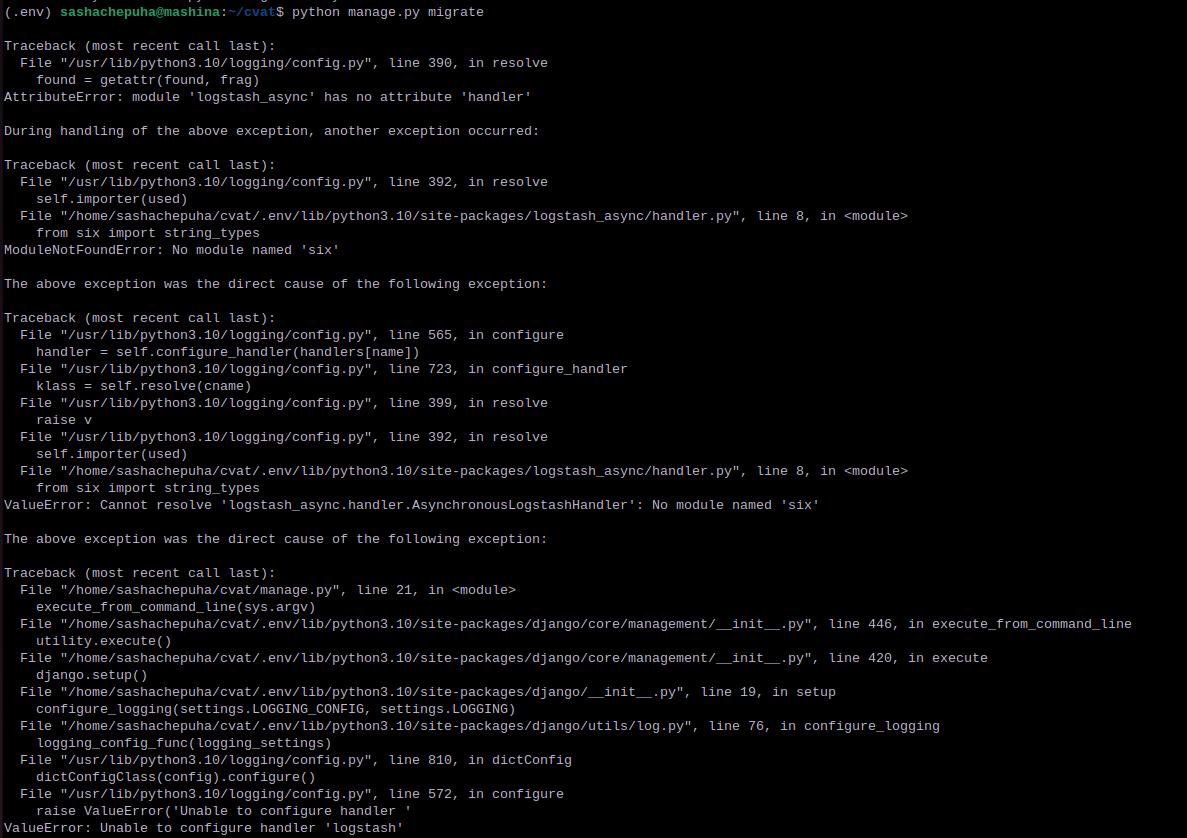 (.env) sashachepuha@mashina:~/cvat$ python manage.py migrate
Traceback (most recent call last):
  File "/usr/lib/python3.10/logging/config.py", line 390, in resolve
    found = getattr(found, frag)
AttributeError: module 'logstash_async' has no attribute 'handler'
During handling of the above exception, another exception occurred:
Traceback (most recent call last):
  File "/usr/lib/python3.10/logging/config.py", line 392, in resolve
    self.importer(used)
  File "/home/sashachepuha/cvat/.env/lib/python3.10/site-packages/logstash_async/handler.py", line 8, in <module>
    from six import string_types
ModuleNotFoundError: No module named 'six'
The above exception was the direct cause of the following exception:
Traceback (most recent call last):
  File "/usr/lib/python3.10/logging/config.py", line 565, in configure
    handler = self.configure_handler(handlers[name])
  File "/usr/lib/python3.10/logging/config.py", line 723, in configure_handler
    klass = self.resolve(cname)
  File "/usr/lib/python3.10/logging/config.py", line 399, in resolve
    raise v
  File "/usr/lib/python3.10/logging/config.py", line 392, in resolve
    self.importer(used)
  File "/home/sashachepuha/cvat/.env/lib/python3.10/site-packages/logstash_async/handler.py", line 8, in <module>
    from six import string_types
ValueError: Cannot resolve 'logstash_async.handler.AsynchronousLogstashHandler': No module named 'six'
The above exception was the direct cause of the following exception:
Traceback (most recent call last):
  File "/home/sashachepuha/cvat/manage.py", line 21, in <module>
    execute_from_command_line(sys.argv)
  File "/home/sashachepuha/cvat/.env/lib/python3.10/site-packages/django/core/management/__init__.py", line 446, in execute_from_command_line
    utility.execute()
  File "/home/sashachepuha/cvat/.env/lib/python3.10/site-packages/django/core/management/__init__.py", line 420, in execute
    django.setup()
  File "/home/sashachepuha/cvat/.env/lib/python3.10/site-packages/django/__init__.py", line 19, in setup
    configure_logging(settings.LOGGING_CONFIG, settings.LOGGING)
  File "/home/sashachepuha/cvat/.env/lib/python3.10/site-packages/django/utils/log.py", line 76, in configure_logging
    logging_config_func(logging_settings)
  File "/usr/lib/python3.10/logging/config.py", line 810, in dictConfig
    dictConfigClass(config).configure()
  File "/usr/lib/python3.10/logging/config.py", line 572, in configure
    raise ValueError('Unable to configure handler '
ValueError: Unable to configure handler 'logstash'